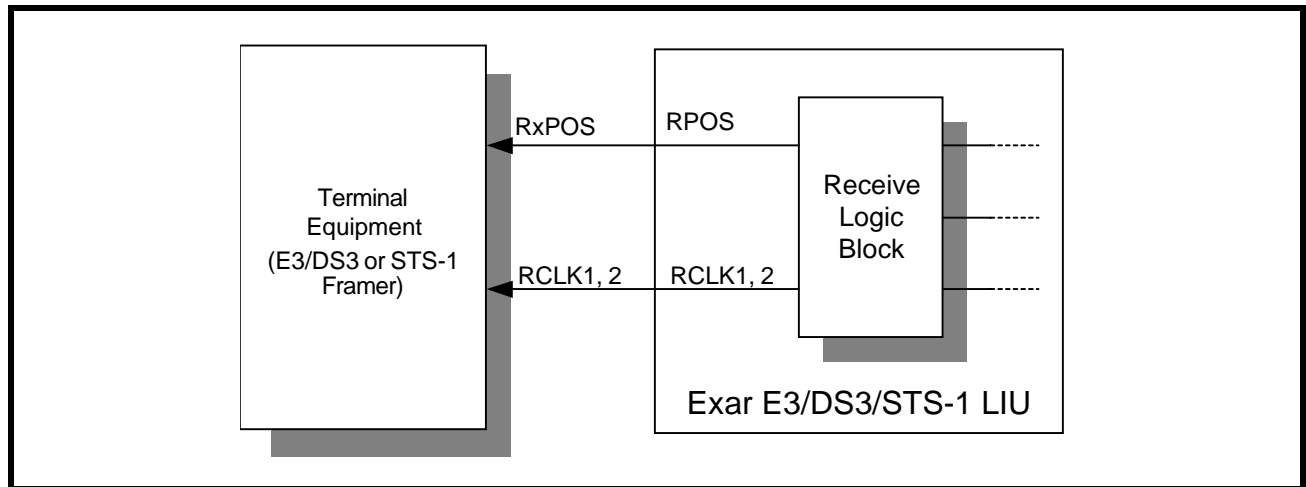 RxPOS
RPOS
Terminal
Equipment
(E3/DS3 or STS-1
Framer)
Receive
Logic
Block
RCLK1, 2
RCLK1, 2
Exar E3/DS3/STS-1 LIU